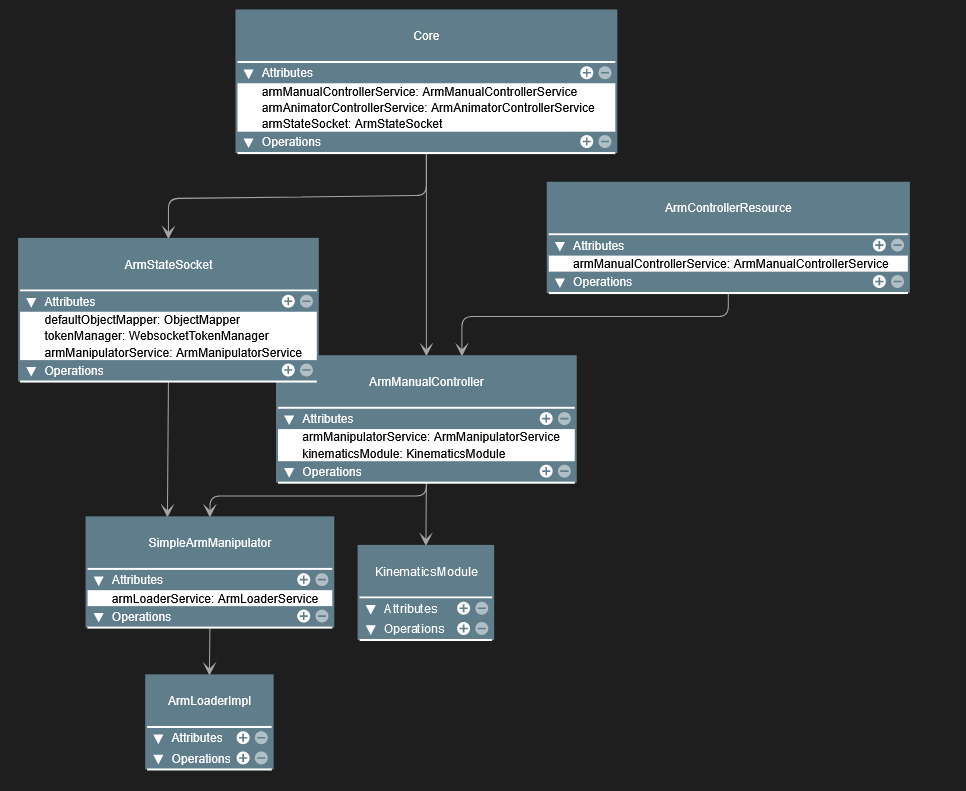 Core
Attributes
armManualControllerService: ArmManualControllerService
armAnimatorControllerService: ArmAnimatorControllerService
armStateSocket: ArmStateSocket
Operations
ArmControllerResource
Attributes
armManualControllerService: ArmManualControllerService
Operations
ArmStateSocket
Attributes
defaultObjectMapper: ObjectMapper
tokenManager: WebsocketTokenManager
armManipulatorService: ArmManipulatorService
Operations
ArmManualController
Attributes
armManipulatorService: ArmManipulatorService
kinematicsModule: KinematicsModule
Operations
SimpleArmManipulator
Attributes
armLoaderService: ArmLoaderService
Operations
KinematicsModule
Attributes
Operations
ArmLoaderImpl
Attributes
Operations